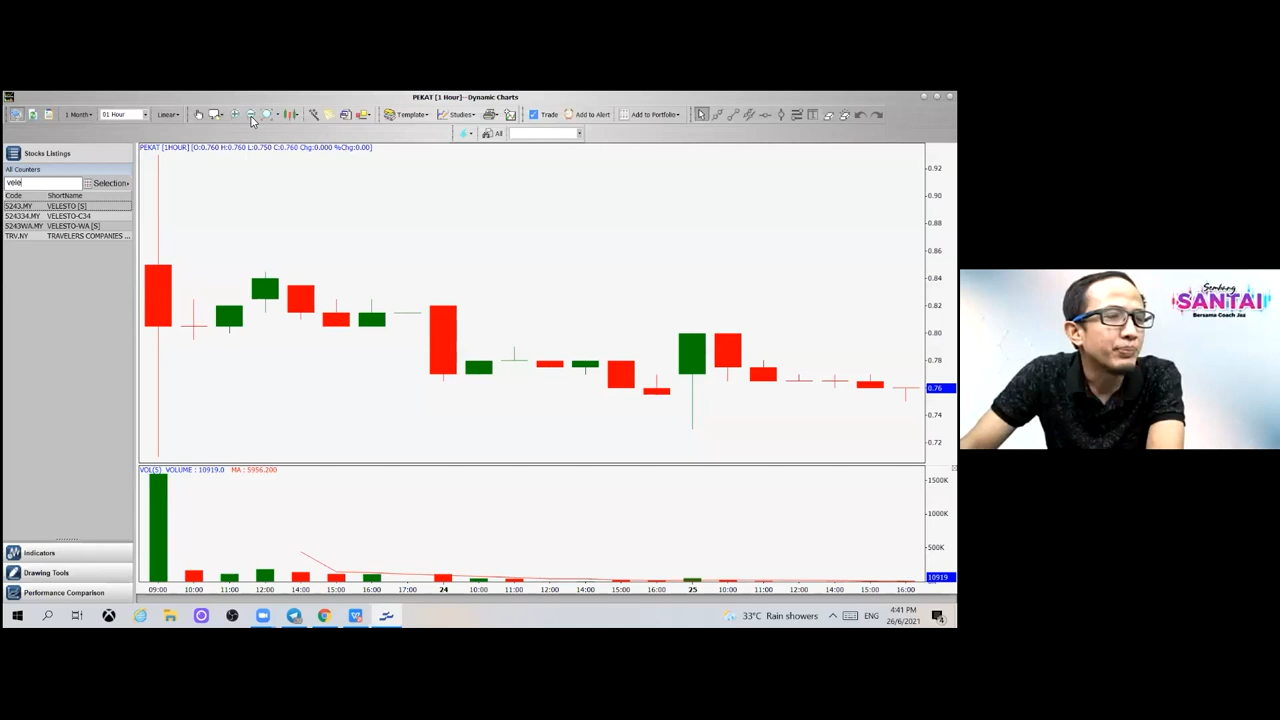 PEKAT [1 Hour]--Dynamic Charts
1 Month
01 Hour
Linear
Template
Studies
Trade
Add to Alert
Add to Portfolio
All
Stocks Listings
All Counters
vele
Selection
Code ShortName
5243.MY VELESTO [S]
524334.MY VELESTO-C34
5243WA.MY VELESTO-WA [S]
TRV.NY TRAVELERS COMPANIES ...
Indicators
Drawing Tools
Performance Comparison
PEKAT [1HOUR] [O:0.760 H:0.760 L:0.750 C:0.760 Chg:0.000 %Chg:0.00]
0.92
0.90
0.88
0.86
0.84
0.82
0.80
0.78
0.76
0.74
0.72
VOL(5) VOLUME : 10919.0 MA : 5956.200
1500K
1000K
500K
10919
09:00 10:00 11:00 12:00 14:00 15:00 16:00 24 10:00 11:00 12:00 14:00 15:00 16:00 25 10:00 11:00 12:00 14:00 15:00 16:00
33°C Rain showers
ENG
4:41 PM
26/6/2021
4
Sembang
SANTAI
Bersama Coach Joz